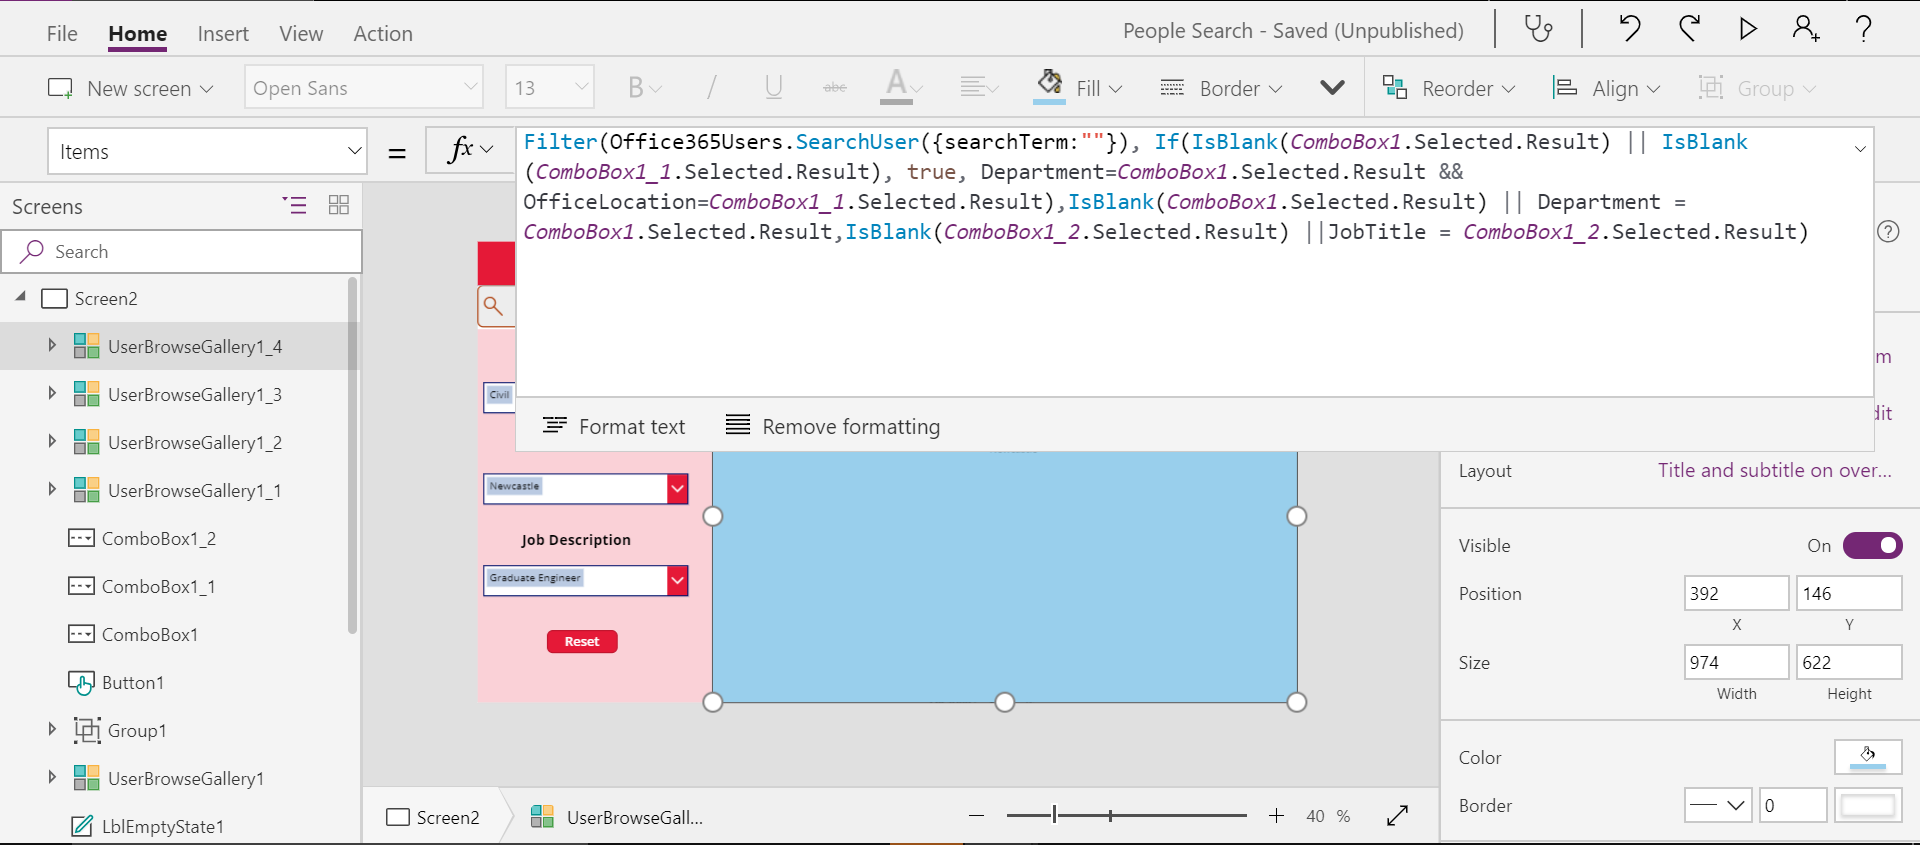 File Home Insert View Action People Search - Saved (Unpublished)
New screen Open Sans 13 B / U abc A Fill Border Reorder Align Group
Items = fx
Filter(Office365Users.SearchUser({searchTerm:""}), If(IsBlank(ComboBox1.Selected.Result) || IsBlank
(ComboBox1_1.Selected.Result), true, Department=ComboBox1.Selected.Result &&
OfficeLocation=ComboBox1_1.Selected.Result),IsBlank(ComboBox1.Selected.Result) || Department =
ComboBox1.Selected.Result,IsBlank(ComboBox1_2.Selected.Result) ||JobTitle = ComboBox1_2.Selected.Result)
Format text Remove formatting
Screens
Search
Screen2
UserBrowseGallery1_4
UserBrowseGallery1_3
UserBrowseGallery1_2
UserBrowseGallery1_1
ComboBox1_2
ComboBox1_1
ComboBox1
Button1
Group1
UserBrowseGallery1
LblEmptyState1
Civil
Newcastle
Job Description
Graduate Engineer
Reset
?
m
dit
Layout Title and subtitle on over...
Visible On
Position 392 146
X Y
Size 974 622
Width Height
Color
Border 0
Screen2 UserBrowseGall... 40 %